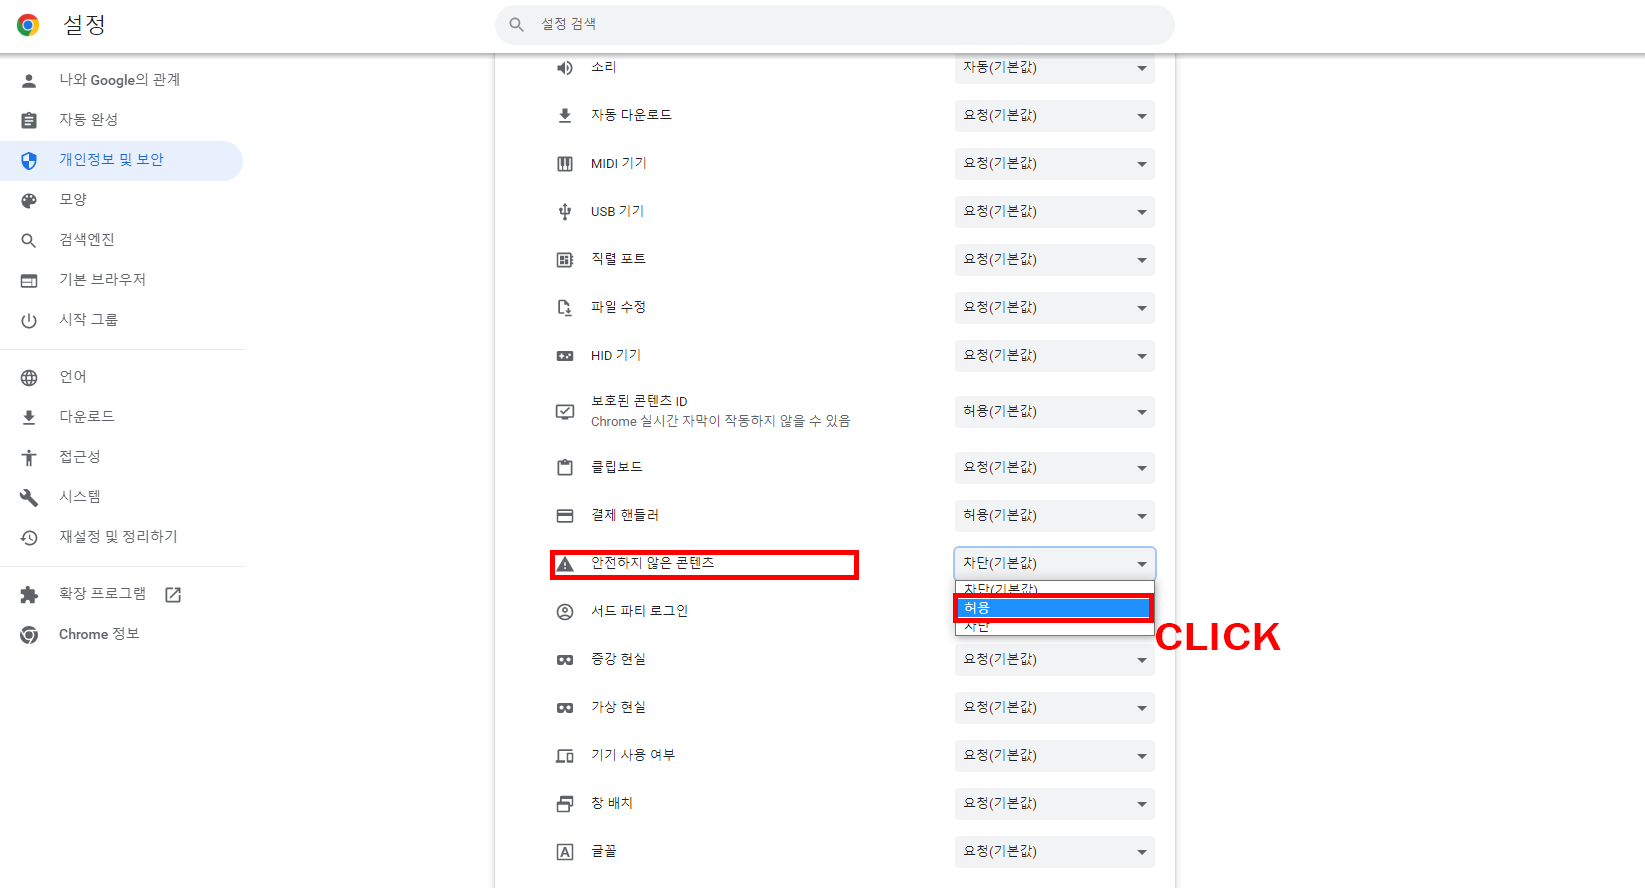 설정
설정 검색
나와 Google의 관계
자동 완성
개인정보 및 보안
모양
검색엔진
기본 브라우저
시작 그룹
언어
다운로드
접근성
시스템
재설정 및 정리하기
확장 프로그램
Chrome 정보
소리
자동(기본값)
자동 다운로드
요청(기본값)
MIDI 기기
요청(기본값)
USB 기기
요청(기본값)
직렬 포트
요청(기본값)
파일 수정
요청(기본값)
HID 기기
요청(기본값)
보호된 콘텐츠 ID
Chrome 실시간 자막이 작동하지 않을 수 있음
허용(기본값)
클립보드
요청(기본값)
결제 핸들러
허용(기본값)
안전하지 않은 콘텐츠
차단(기본값)
차단(기본값)
허용
차단
CLICK
서드 파티 로그인
증강 현실
요청(기본값)
가상 현실
요청(기본값)
기기 사용 여부
요청(기본값)
창 배치
요청(기본값)
글꼴
요청(기본값)